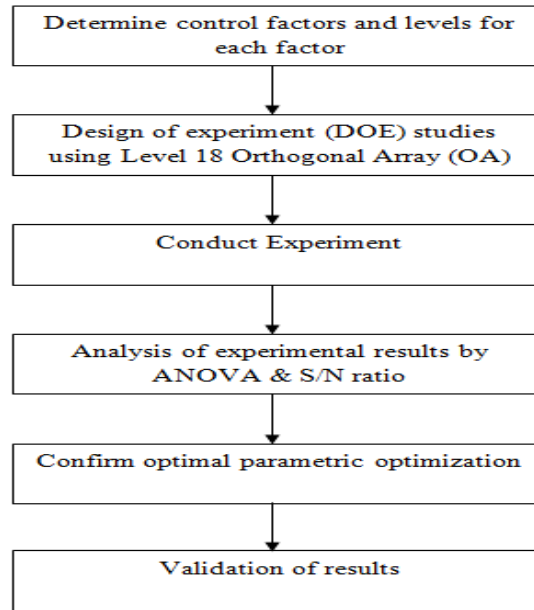 Determine control factors and levels for
each factor
Design of experiment (DOE) studies
using Level 18 Orthogonal Array (OA)
Conduct Experiment
Analysis of experimental results by
ANOVA & S/N ratio
Confirm optimal parametric optimization
Validation of results